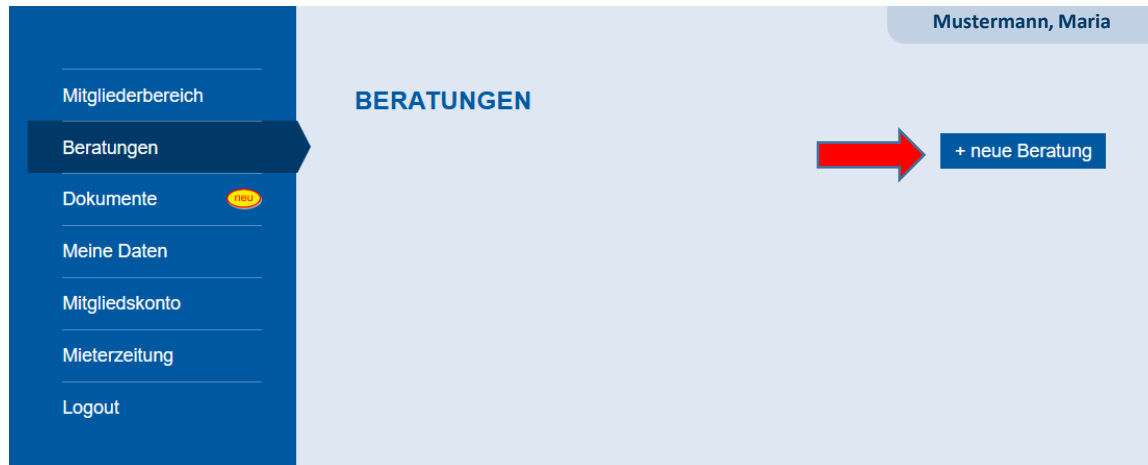 Mustermann, Maria
Mitgliederbereich
BERATUNGEN
Beratungen
+ neue Beratung
Dokumente neu
Meine Daten
Mitgliedskonto
Mieterzeitung
Logout